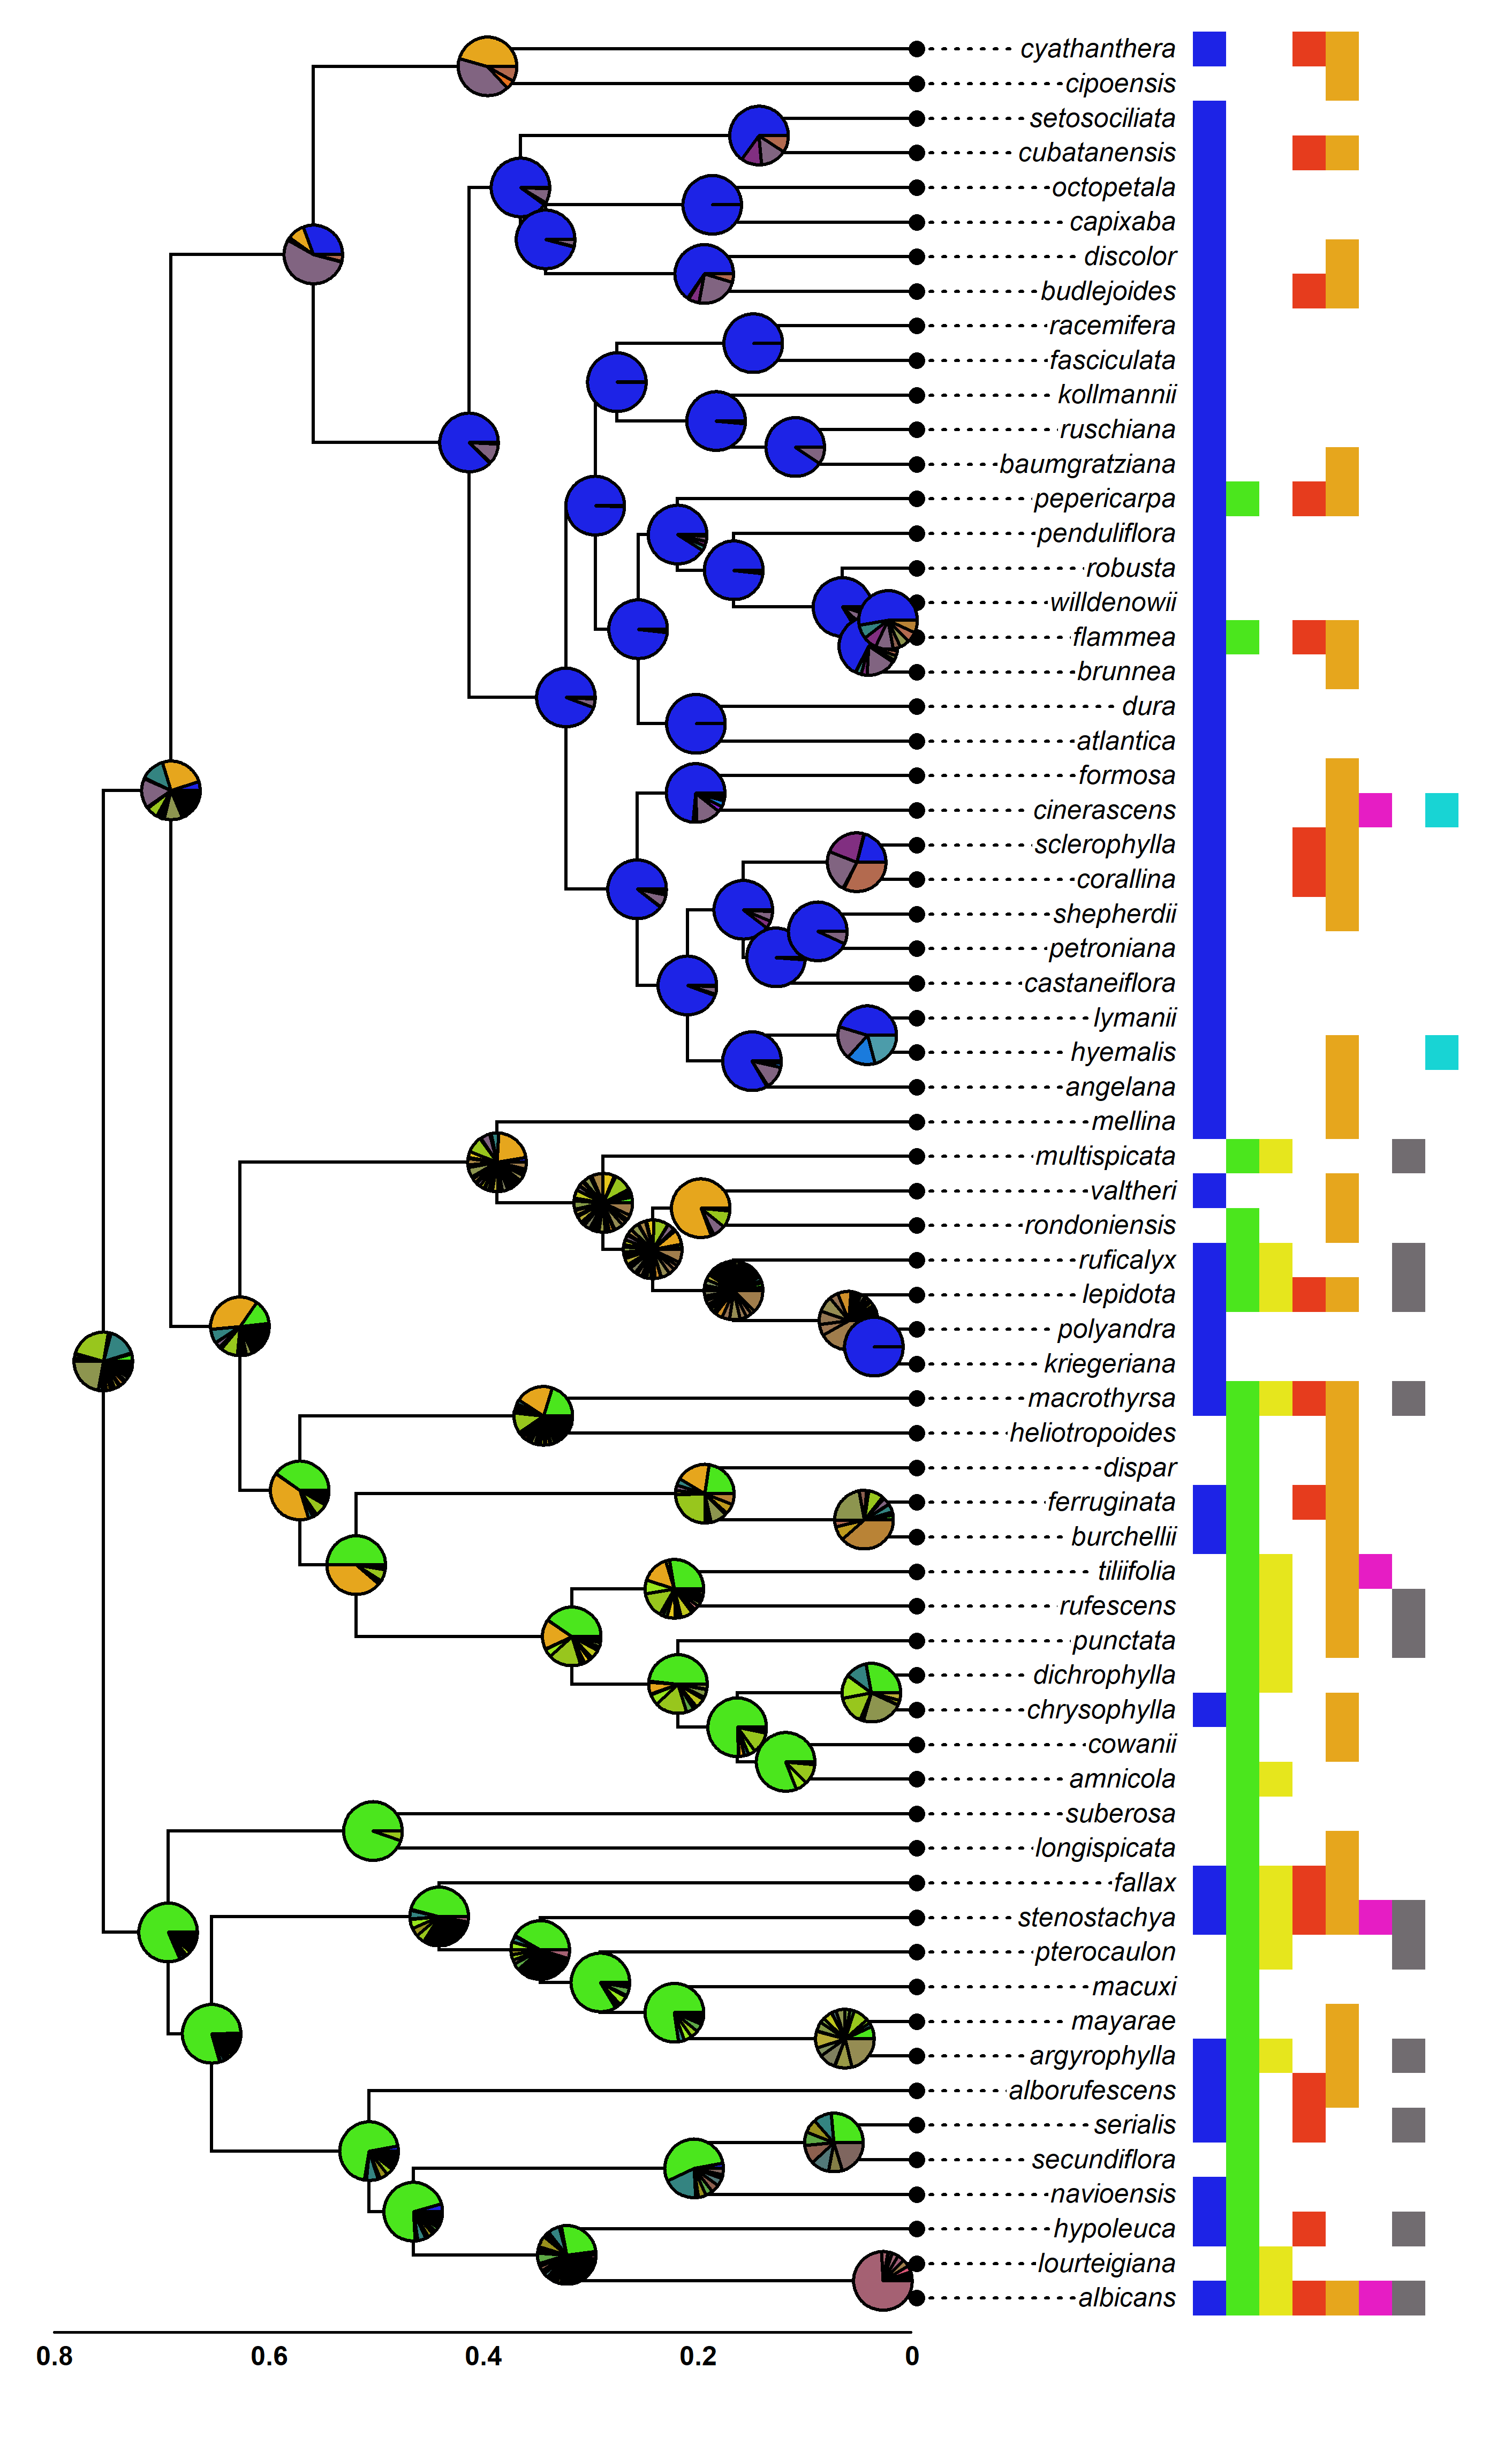 cyathanthera
cipoensis
setosociliata
cubatanensis
octopetala
capixaba
discolor
budlejoides
racemifera
fasciculata
kollmannii
ruschiana
baumgratziana
pepericarpa
penduliflora
robusta
willdenowii
flammea
brunnea
dura
atlantica
formosa
cinerascens
sclerophylla
corallina
shepherdii
petroniana
castaneiflora
lymanii
hyemalis
angelana
mellina
multispicata
valtheri
rondoniensis
ruficalyx
lepidota
polyandra
kriegeriana
macrothyrsa
heliotropoides
dispar
ferruginata
burchellii
tiliifolia
rufescens
punctata
dichrophylla
chrysophylla
cowanii
amnicola
suberosa
longispicata
fallax
stenostachya
pterocaulon
macuxi
mayarae
argyrophylla
alborufescens
serialis
secundiflora
navioensis
hypoleuca
lourteigiana
albicans
0.8 0.6 0.4 0.2 0